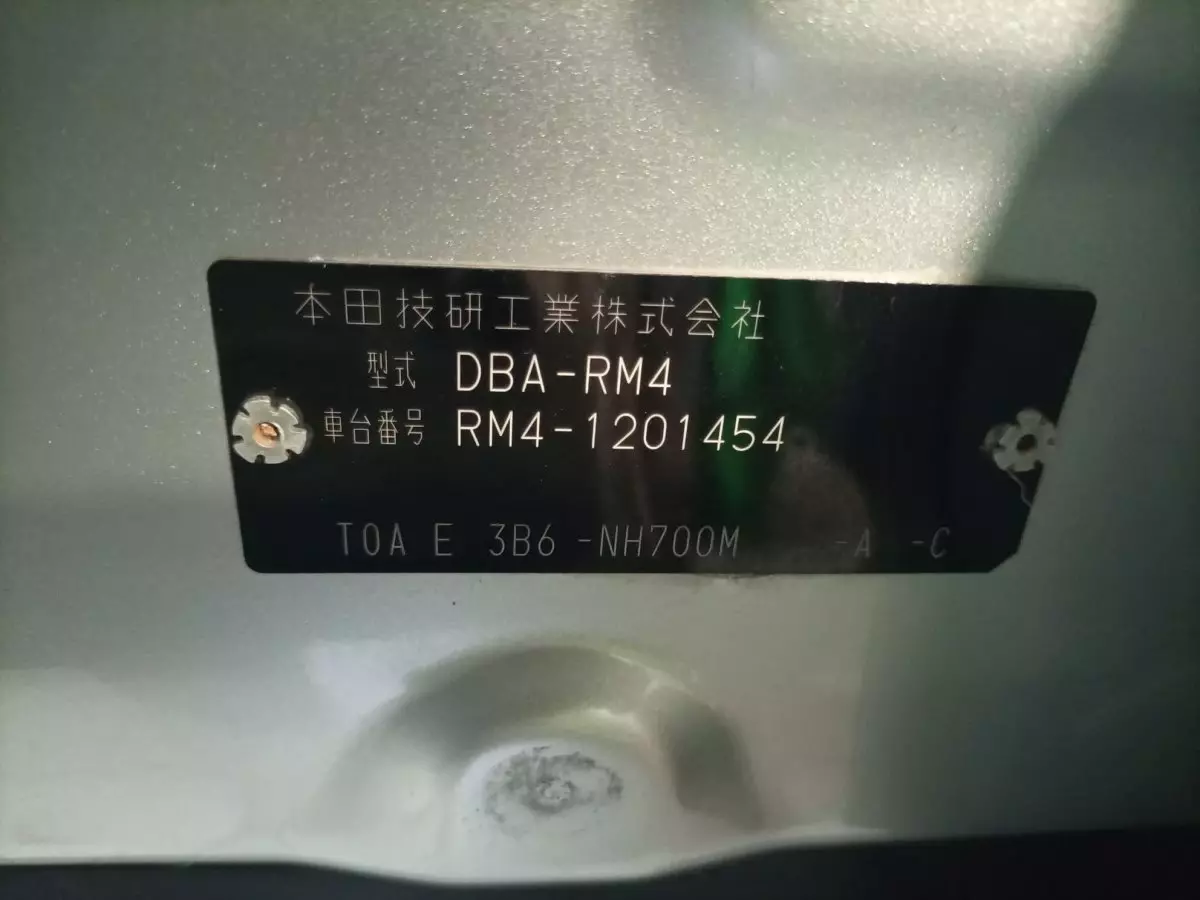 本田技研工業株式会社
型式 DBA-RM4
車台番号 RM4-1201454
TOA E 3B6 -NH700M -A -C